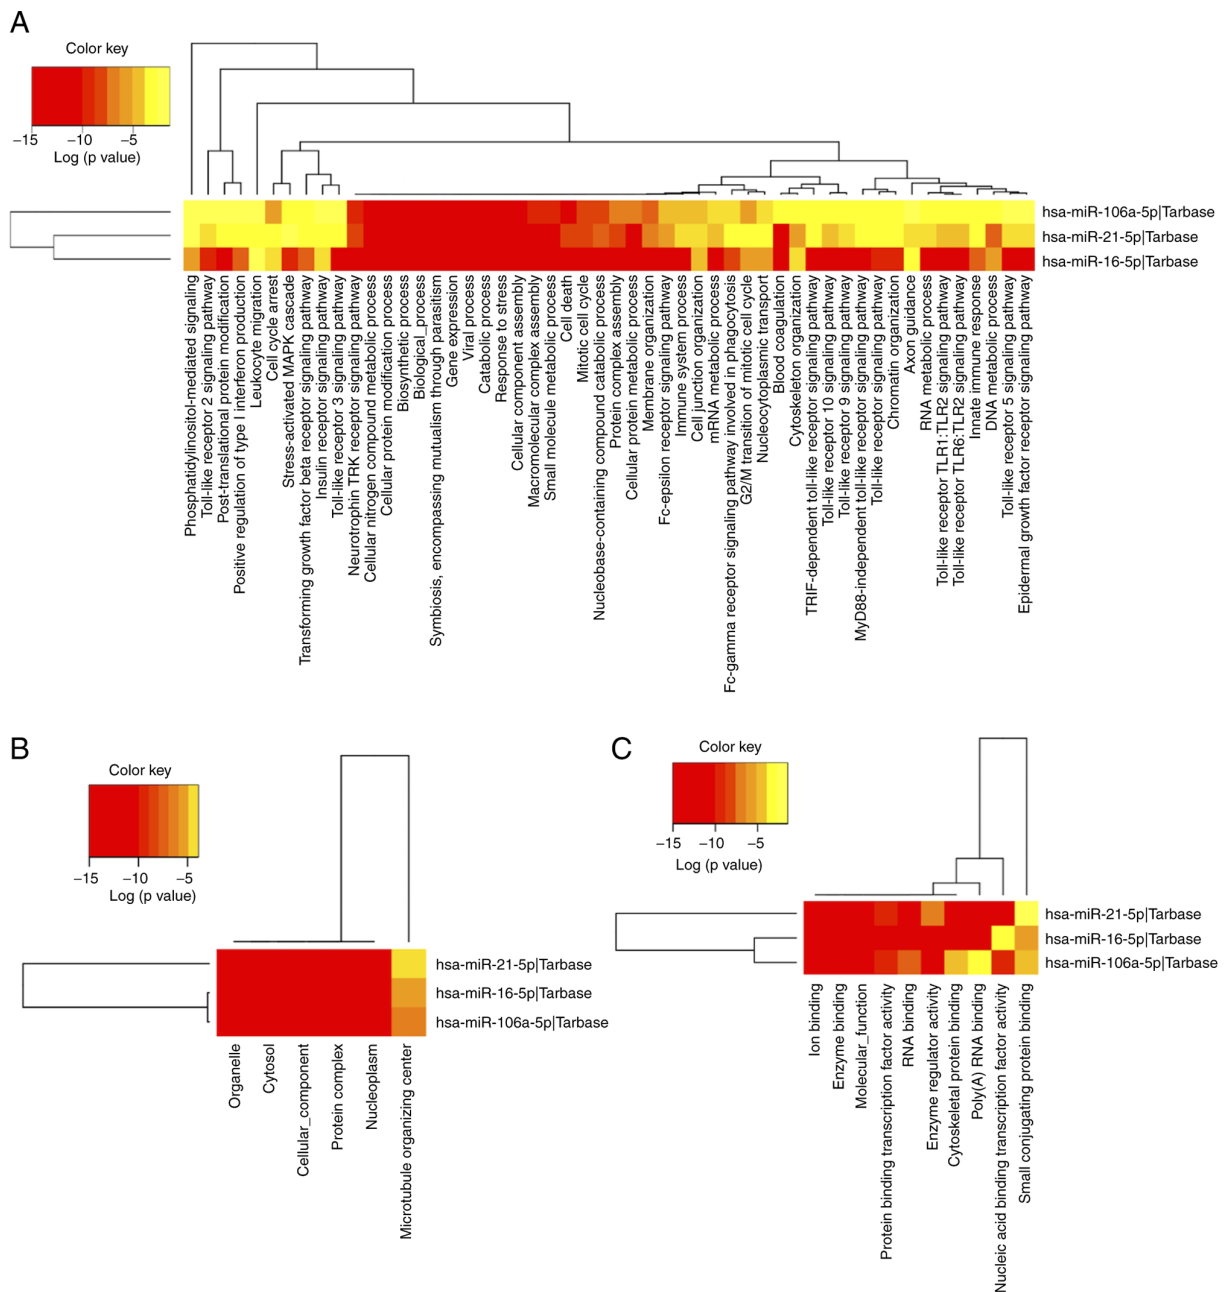 A
Color key
−15 −10 −5
Log (p value)
hsa-miR-106a-5p|Tarbase
hsa-miR-21-5p|Tarbase
hsa-miR-16-5p|Tarbase
Phosphatidylinositol-mediated signaling
Toll-like receptor 2 signaling pathway
Post-translational protein modification
Positive regulation of type I interferon production
Leukocyte migration
Cell cycle arrest
Stress-activated MAPK cascade
Transforming growth factor beta receptor signaling pathway
Insulin receptor signaling pathway
Toll-like receptor 3 signaling pathway
Neurotrophin TRK receptor signaling pathway
Cellular nitrogen compound metabolic process
Cellular protein modification process
Biosynthetic process
Biological_process
Symbiosis, encompassing mutualism through parasitism
Gene expression
Viral process
Catabolic process
Response to stress
Cellular component assembly
Macromolecular complex assembly
Small molecule metabolic process
Cell death
Mitotic cell cycle
Nucleobase-containing compound catabolic process
Protein complex assembly
Cellular protein metabolic process
Membrane organization
Fc-epsilon receptor signaling pathway
Immune system process
Cell junction organization
mRNA metabolic process
Fc-gamma receptor signaling pathway involved in phagocytosis
G2/M transition of mitotic cell cycle
Nucleocytoplasmic transport
Blood coagulation
Cytoskeleton organization
TRIF-dependent toll-like receptor signaling pathway
Toll-like receptor 10 signaling pathway
Toll-like receptor 9 signaling pathway
MyD88-independent toll-like receptor signaling pathway
Toll-like receptor signaling pathway
Chromatin organization
Axon guidance
RNA metabolic process
Toll-like receptor TLR1:TLR2 signaling pathway
Toll-like receptor TLR6:TLR2 signaling pathway
Innate immune response
DNA metabolic process
Toll-like receptor 5 signaling pathway
Epidermal growth factor receptor signaling pathway
B
Color key
−15 −10 −5
Log (p value)
hsa-miR-21-5p|Tarbase
hsa-miR-16-5p|Tarbase
hsa-miR-106a-5p|Tarbase
Organelle
Cytosol
Cellular_component
Protein complex
Nucleoplasm
Microtubule organizing center
C
Color key
−15 −10 −5
Log (p value)
hsa-miR-21-5p|Tarbase
hsa-miR-16-5p|Tarbase
hsa-miR-106a-5p|Tarbase
Ion binding
Enzyme binding
Molecular_function
Protein binding transcription factor activity
RNA binding
Enzyme regulator activity
Cytoskeletal protein binding
Poly(A) RNA binding
Nucleic acid binding transcription factor activity
Small conjugating protein binding